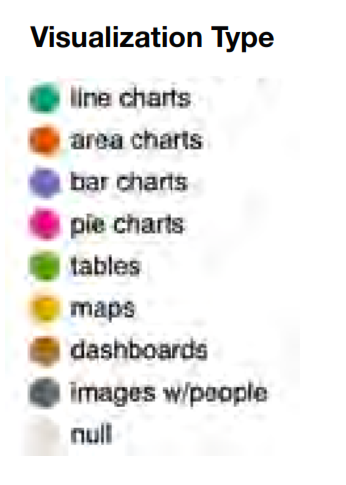 Visualization Type
line charts
area charts
bar charts
pie charts
tables
maps
dashboards
images w/people
null